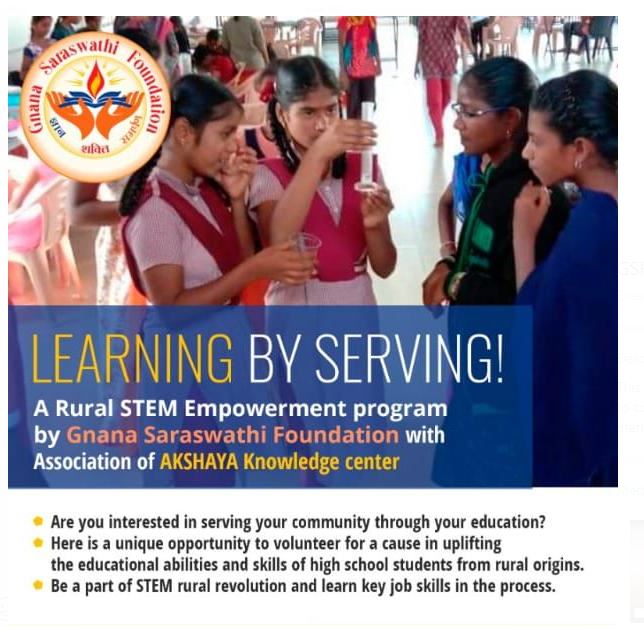 Gnana Saraswathi Foundation
ज्ञान
शक्ति
LEARNING BY SERVING!
A Rural STEM Empowerment program
by Gnana Saraswathi Foundation with
Association of AKSHAYA Knowledge center
Are you interested in serving your community through your education?
Here is a unique opportunity to volunteer for a cause in uplifting
the educational abilities and skills of high school students from rural origins.
Be a part of STEM rural revolution and learn key job skills in the process.